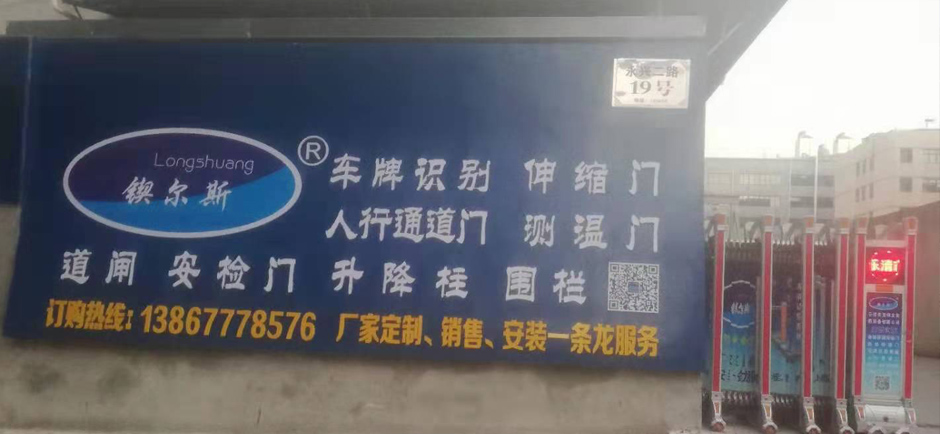 19号
Longshuang
锲尔斯
®
车牌识别 伸缩门
人行通道门 测温门
道闸 安检门 升降柱 围栏
订购热线: 13867778576 厂家定制、销售、安装一条龙服务